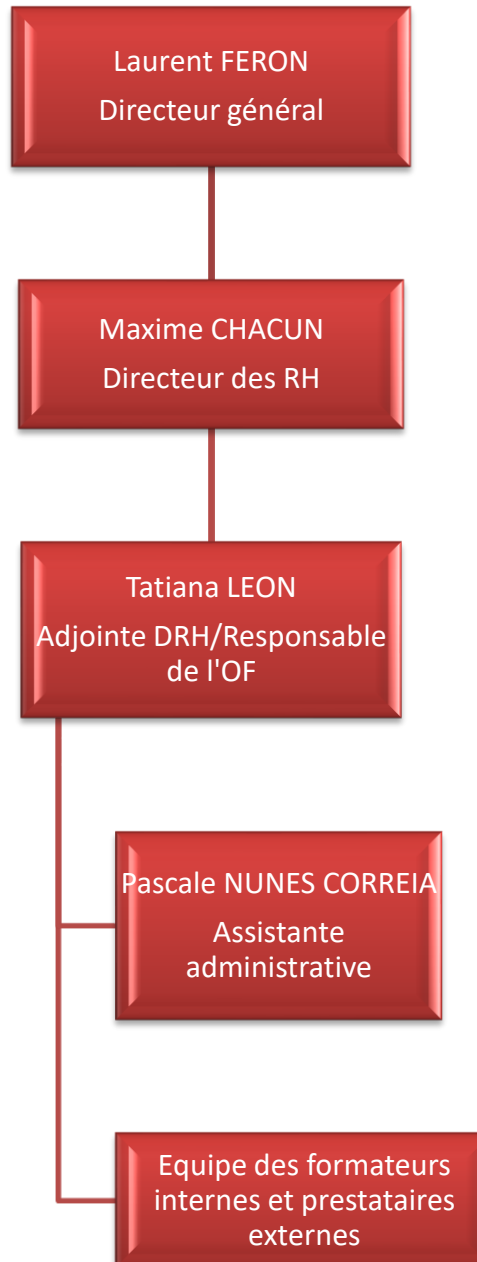 Laurent FERON
Directeur général
Maxime CHACUN
Directeur des RH
Tatiana LEON
Adjointe DRH/Responsable
de l'OF
Pascale NUNES CORREIA
Assistante
administrative
Equipe des formateurs
internes et prestataires
externes